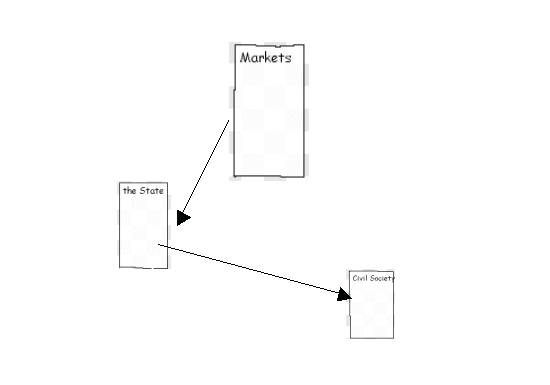 Markets
the State
Civil Society